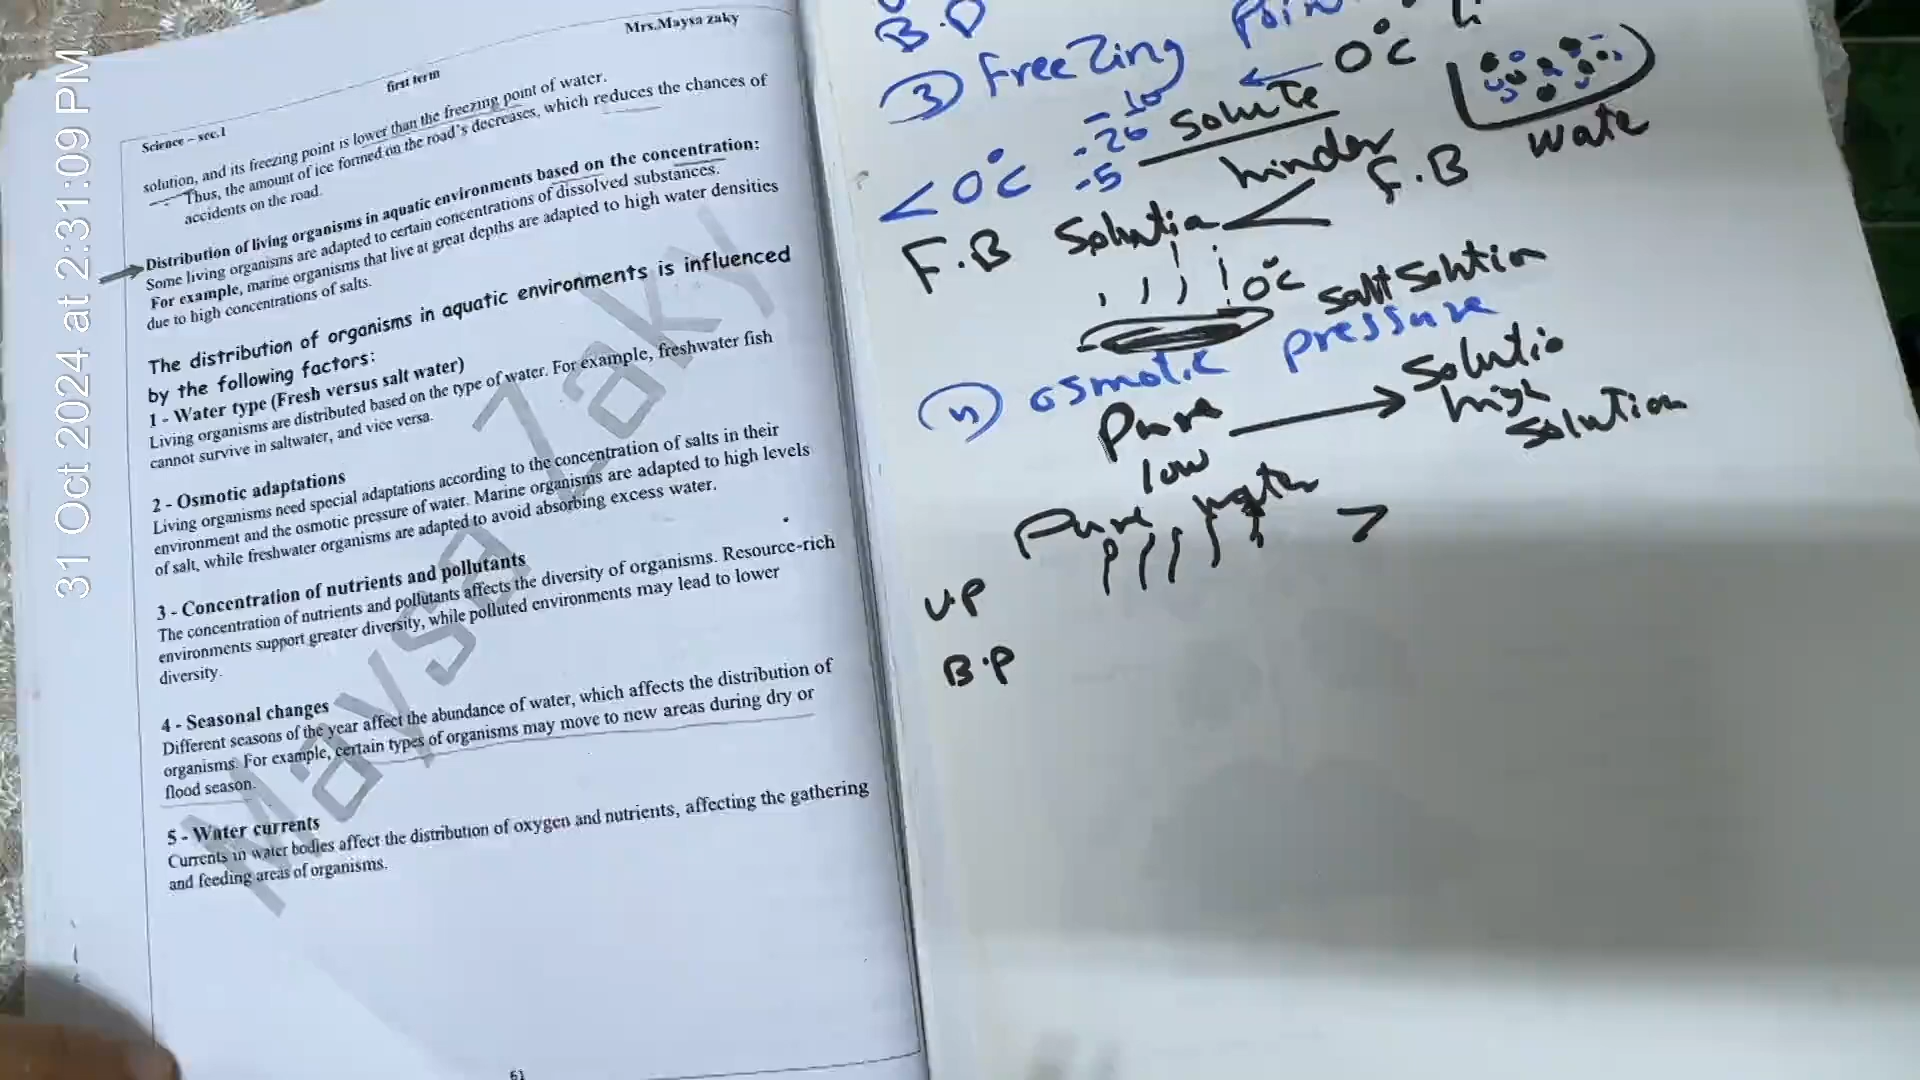 31 Oct 2024 at 2:31:09 PM
Mrs.Maysa zaky
first term
Science – sec.1
solution, and its freezing point is lower than the freezing point of water.
Thus, the amount of ice formed on the road's decreases, which reduces the chances of
accidents on the road.
Distribution of living organisms in aquatic environments based on the concentration:
Some living organisms are adapted to certain concentrations of dissolved substances.
For example, marine organisms that live at great depths are adapted to high water densities
due to high concentrations of salts.
The distribution of organisms in aquatic environments is influenced
by the following factors:
1 - Water type (Fresh versus salt water)
Living organisms are distributed based on the type of water. For example, freshwater fish
cannot survive in saltwater, and vice versa.
2 - Osmotic adaptations
Living organisms need special adaptations according to the concentration of salts in their
environment and the osmotic pressure of water. Marine organisms are adapted to high levels
of salt, while freshwater organisms are adapted to avoid absorbing excess water.
3 - Concentration of nutrients and pollutants
The concentration of nutrients and pollutants affects the diversity of organisms. Resource-rich
environments support greater diversity, while polluted environments may lead to lower
diversity.
4 - Seasonal changes
Different seasons of the year affect the abundance of water, which affects the distribution of
organisms. For example, certain types of organisms may move to new areas during dry or
flood season.
5 - Water currents
Currents in water bodies affect the distribution of oxygen and nutrients, affecting the gathering
and feeding areas of organisms.
61
Maysa Zaky
3 Freezing
0°C
-10
-20
-5
solute
hinder
wate
< 0°C
F.B
F.B Solutio <
0°C
salt solution
osmotic pressure
Pure → Solutio
low
high
solution
Pure water >
V.P
B.P